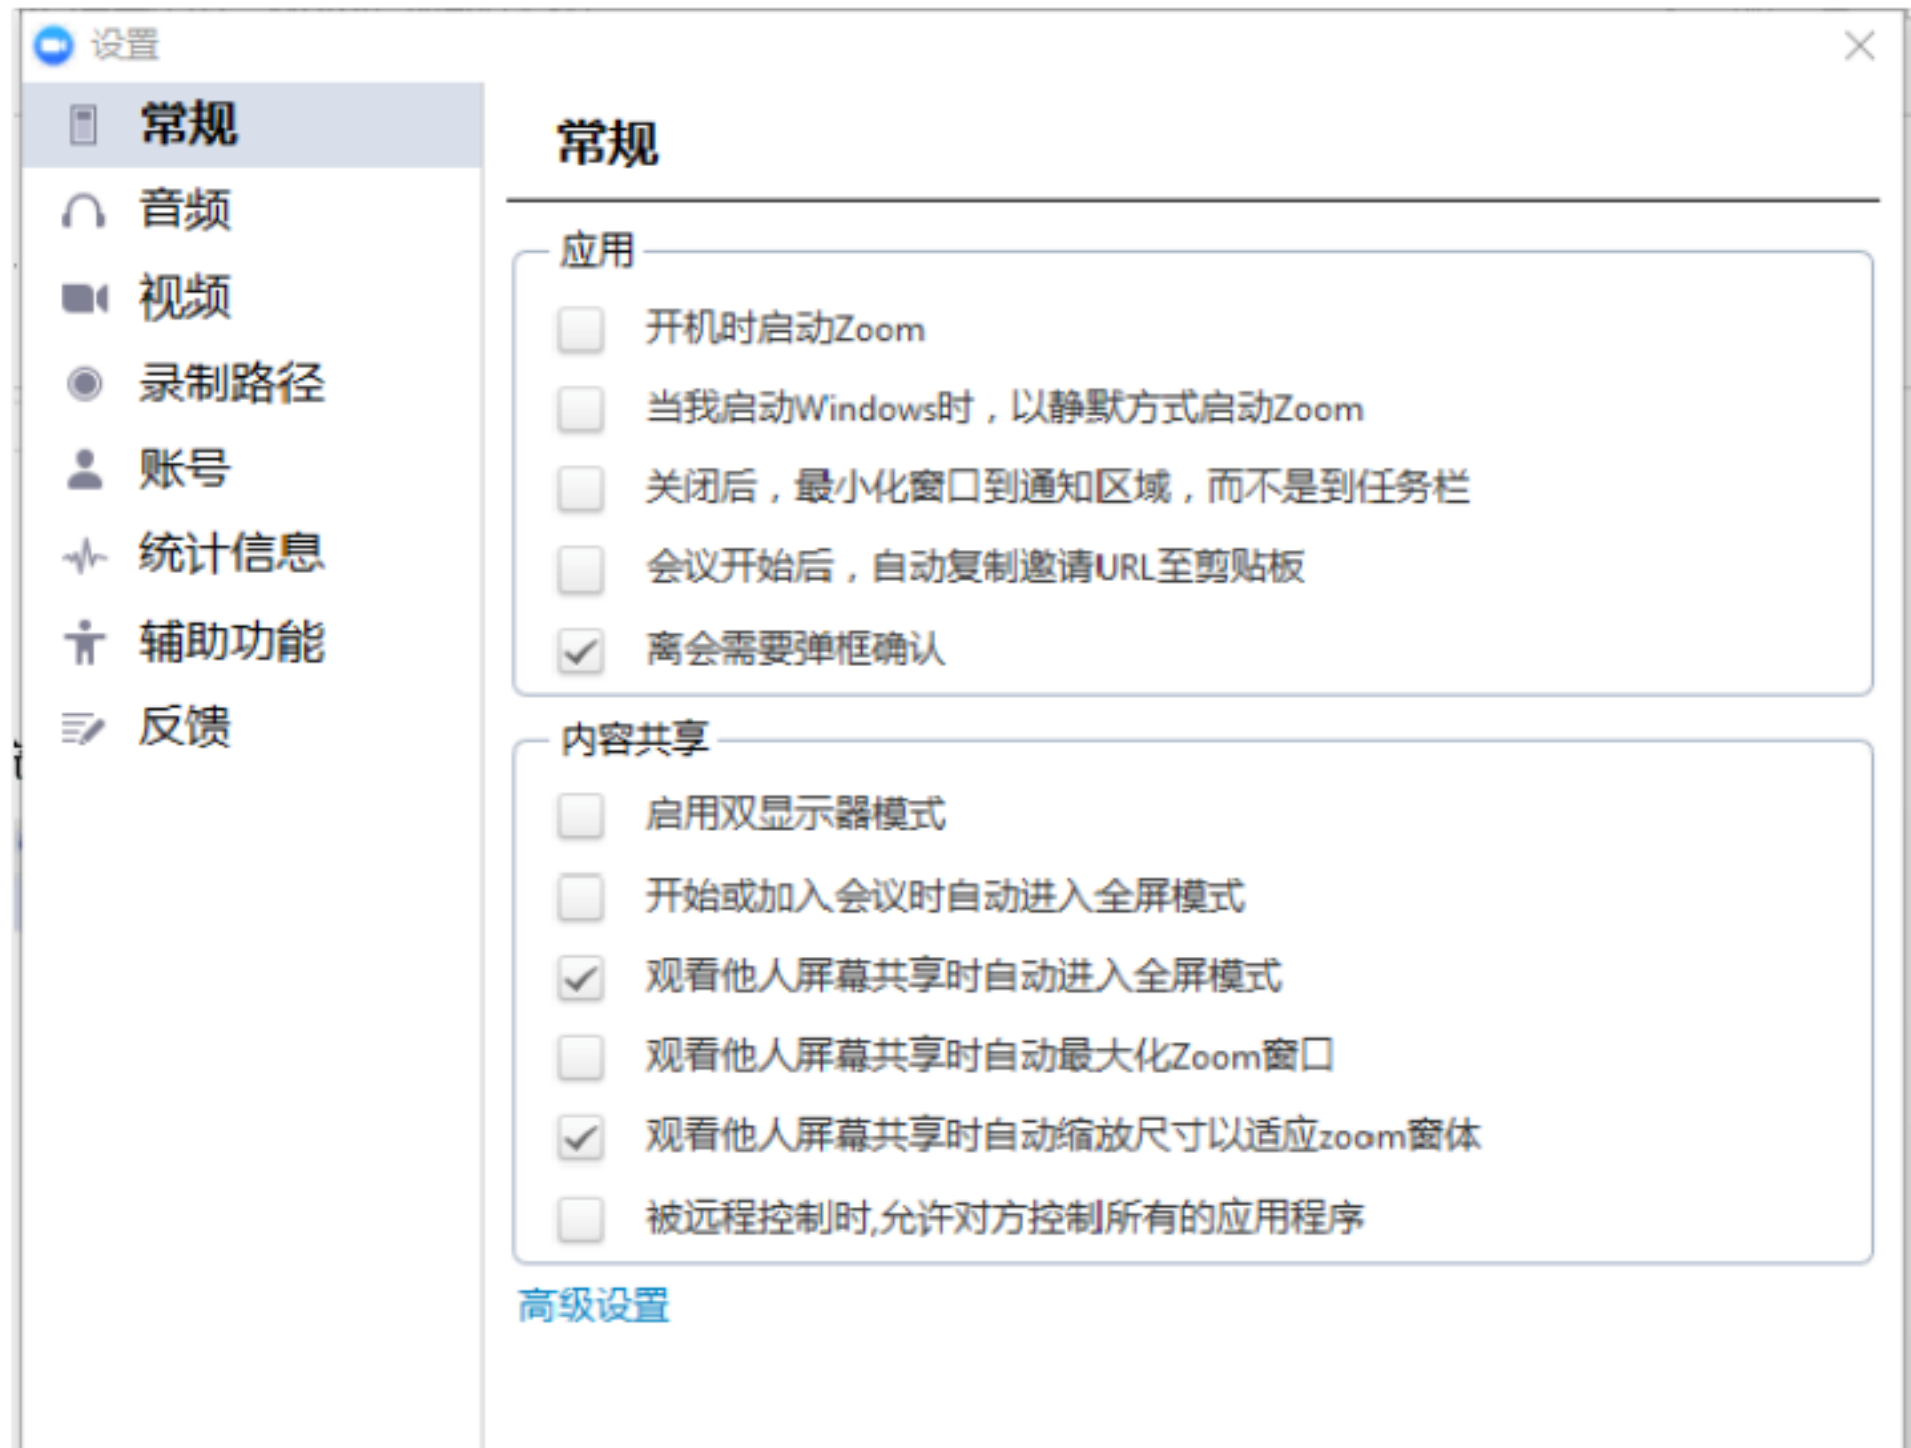 设置
常规
音频
视频
录制路径
账号
统计信息
辅助功能
反馈
常规
应用
开机时启动Zoom
当我启动Windows时，以静默方式启动Zoom
关闭后，最小化窗口到通知区域，而不是到任务栏
会议开始后，自动复制邀请URL至剪贴板
离会需要弹框确认
内容共享
启用双显示器模式
开始或加入会议时自动进入全屏模式
观看他人屏幕共享时自动进入全屏模式
观看他人屏幕共享时自动最大化Zoom窗口
观看他人屏幕共享时自动缩放尺寸以适应zoom窗体
被远程控制时,允许对方控制所有的应用程序
高级设置